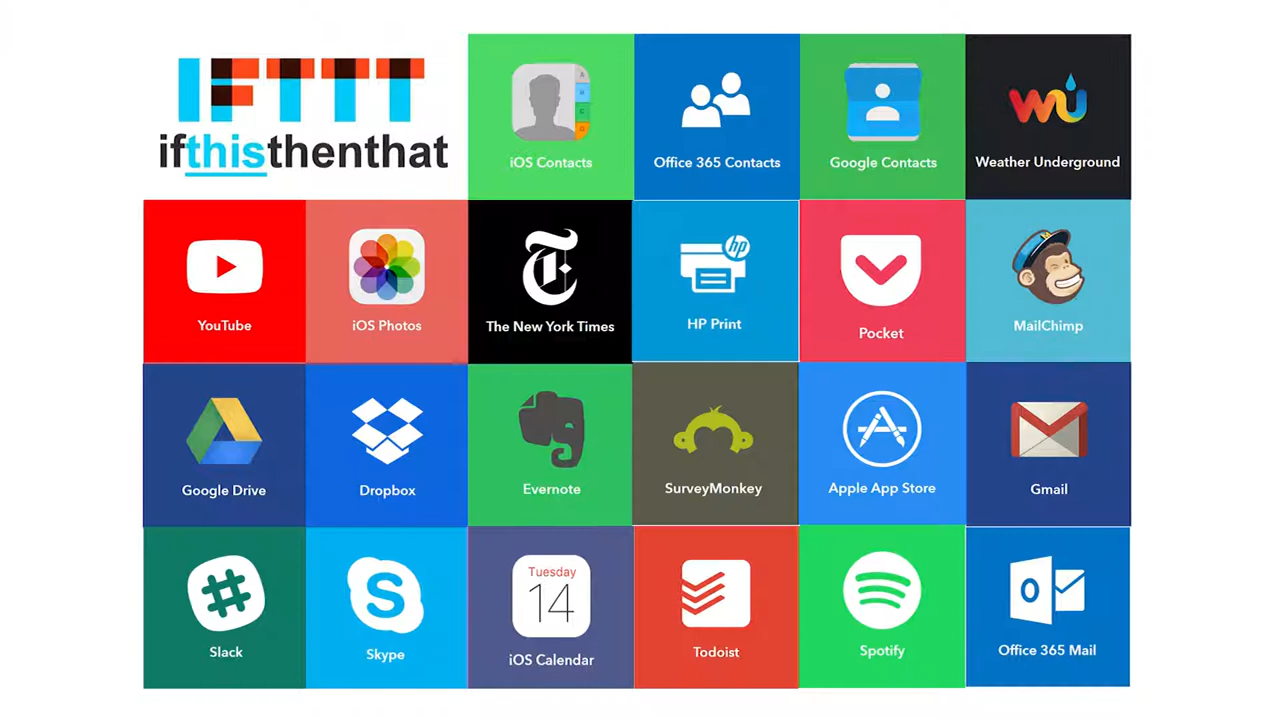 IFTTT
ifthisthenthat
A
B
C
D
iOS Contacts
Office 365 Contacts
Google Contacts
WU
Weather Underground
YouTube
iOS Photos
T
The New York Times
hp
HP Print
Pocket
MailChimp
Google Drive
Dropbox
Evernote
SurveyMonkey
Apple App Store
Gmail
Slack
S
Skype
Tuesday
14
iOS Calendar
Todoist
Spotify
O
Office 365 Mail